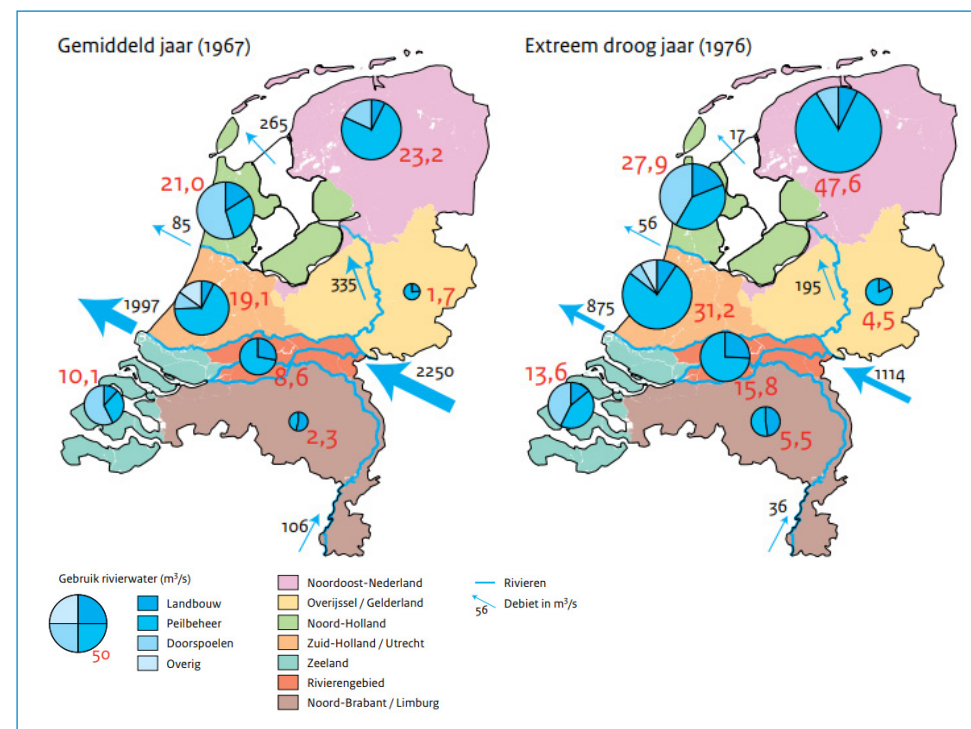 Gemiddeld jaar (1967)
265
23,2
21,0
85
335
1,7
19,1
1997
2250
8,6
10,1
2,3
106
Extreem droog jaar (1976)
17
27,9
47,6
56
195
4,5
31,2
875
1114
13,6
15,8
5,5
36
Gebruik rivierwater (m³/s)
50
Landbouw
Peilbeheer
Doorspoelen
Overig
Noordoost-Nederland
Overijssel / Gelderland
Noord-Holland
Zuid-Holland / Utrecht
Zeeland
Rivierengebied
Noord-Brabant / Limburg
Rivieren
56
Debiet in m³/s